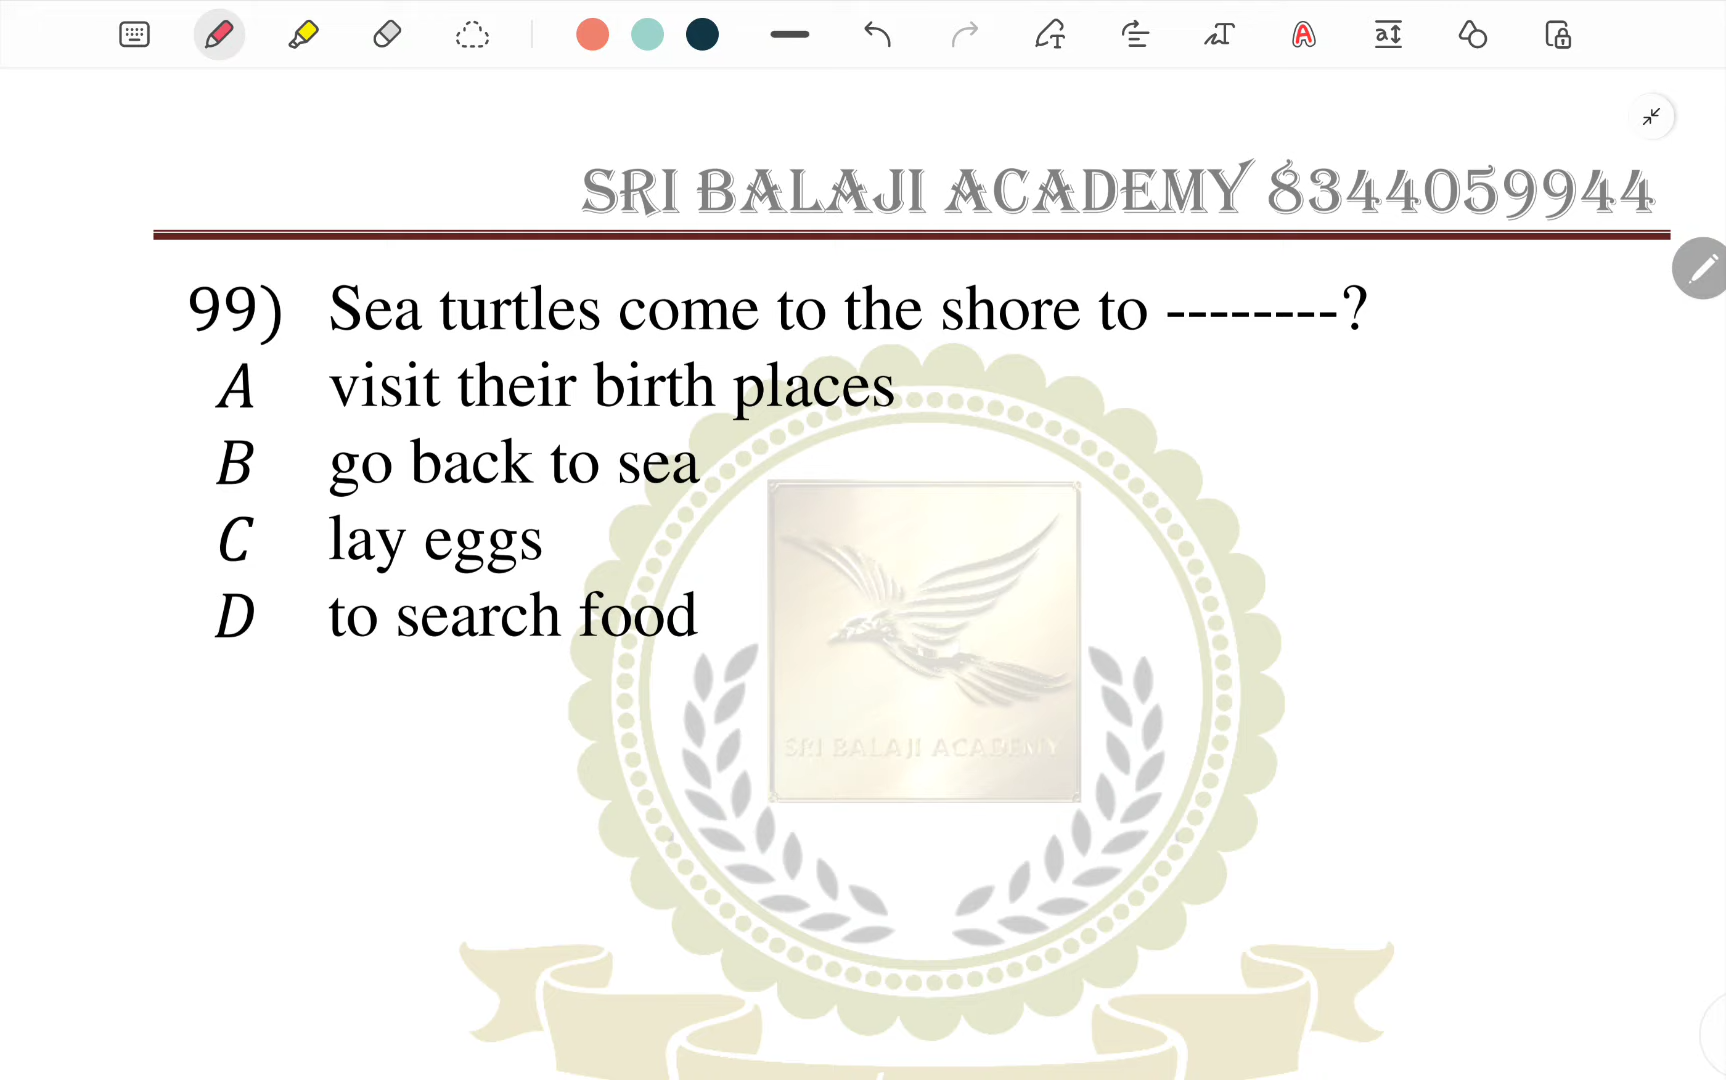 SRI BALAJI ACADEMY 8344059944
99) Sea turtles come to the shore to --------?
A visit their birth places
B go back to sea
C lay eggs
D to search food
SRI BALAJI ACADEMY